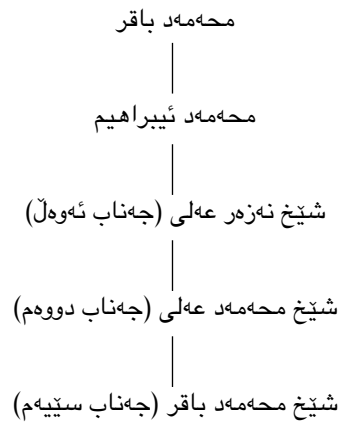 محەمەد باقر
محەمەد ئیبراهیم
شێخ نەزەر عەلی (جەناب ئەوەڵ)
شێخ محەمەد عەلی (جەناب دووەم)
شێخ محەمەد باقر (جەناب سێیەم)